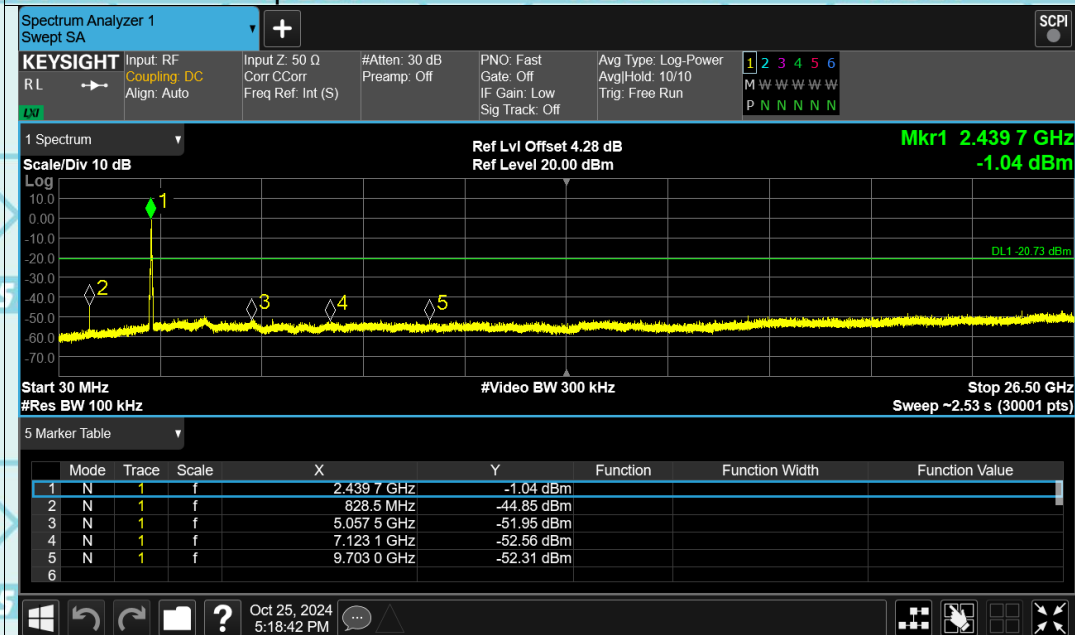 Spectrum Analyzer 1
Swept SA
+
SCPI
KEYSIGHT Input: RF Input Z: 50 Ω #Atten: 30 dB PNO: Fast Avg Type: Log-Power 1 2 3 4 5 6
R L Coupling: DC Corr CCorr Preamp: Off Gate: Off Avg|Hold: 10/10 M W W W W W
Align: Auto Freq Ref: Int (S) IF Gain: Low Trig: Free Run
LXI Sig Track: Off P N N N N N
1 Spectrum
Ref Lvl Offset 4.28 dB Mkr1 2.439 7 GHz
Scale/Div 10 dB Ref Level 20.00 dBm -1.04 dBm
Log
10.0
1
0.00
-10.0
-20.0
DL1 -20.73 dBm
-30.0
2
-40.0
3 4 5
-50.0
-60.0
-70.0
Start 30 MHz #Video BW 300 kHz Stop 26.50 GHz
#Res BW 100 kHz Sweep ~2.53 s (30001 pts)
5 Marker Table
Mode Trace Scale X Y Function Function Width Function Value
1 N 1 f 2.439 7 GHz -1.04 dBm
2 N 1 f 828.5 MHz -44.85 dBm
3 N 1 f 5.057 5 GHz -51.95 dBm
4 N 1 f 7.123 1 GHz -52.56 dBm
5 N 1 f 9.703 0 GHz -52.31 dBm
6
? Oct 25, 2024
5:18:42 PM